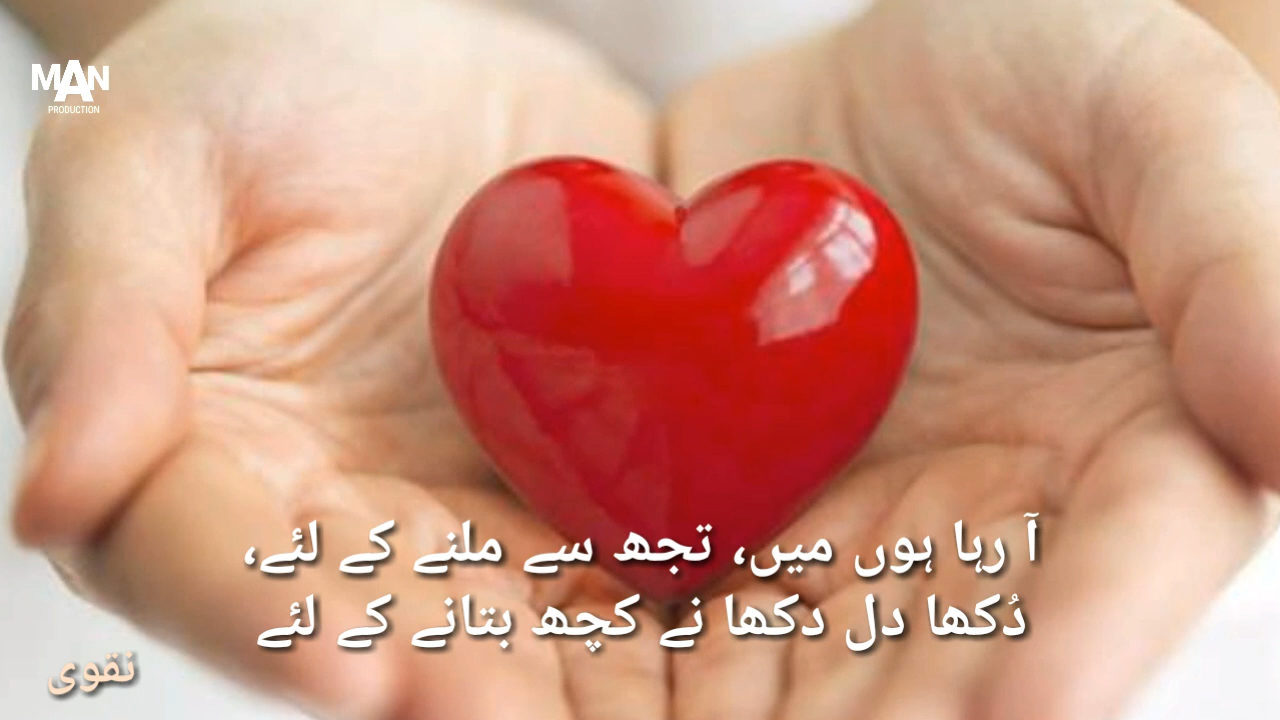 MAN
PRODUCTION
آ رہا ہوں میں، تجھ سے ملنے کے لئے،
دُکھا دل دکھا نے کچھ بتانے کے لئے
نقوی